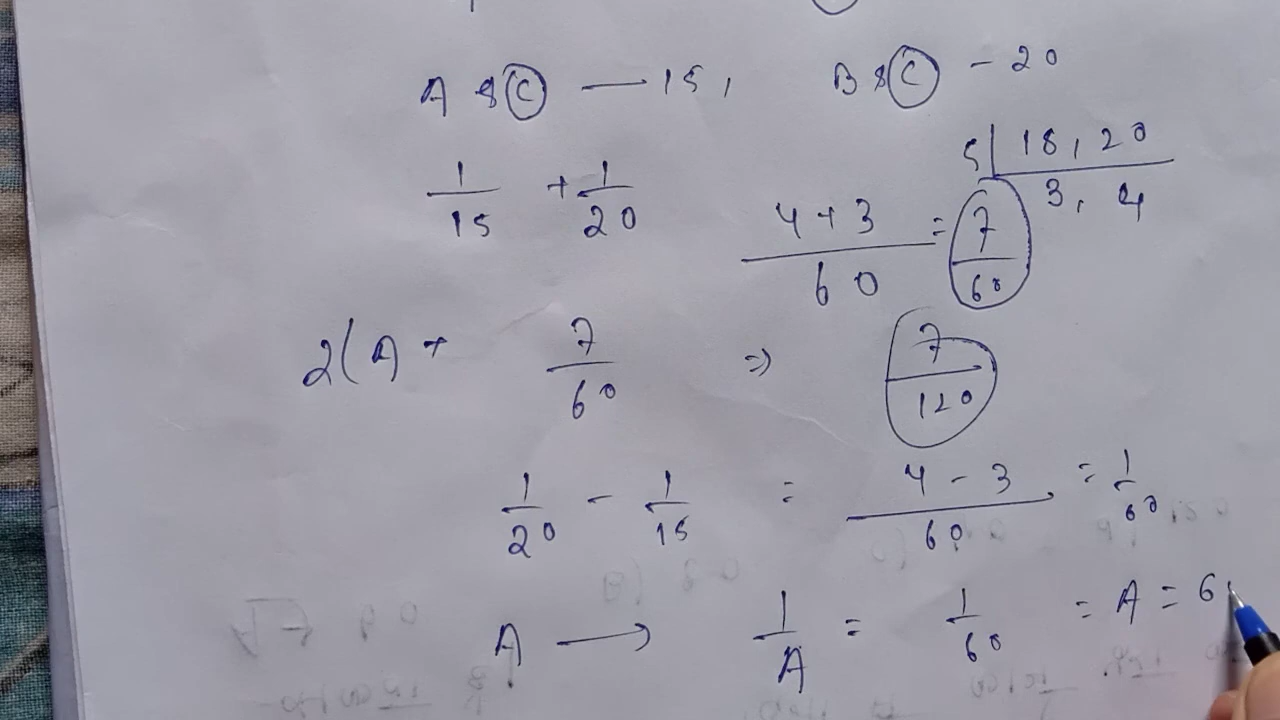 A & C — 15, B & C - 20
5 | 15, 20
3, 4
1/15 + 1/20
4+3/60 = 7/60
2(A + 7/60 ⇒ 7/120
1/20 - 1/15 = 4-3/60 = 1/60
A → 1/A = 1/60 = A = 6